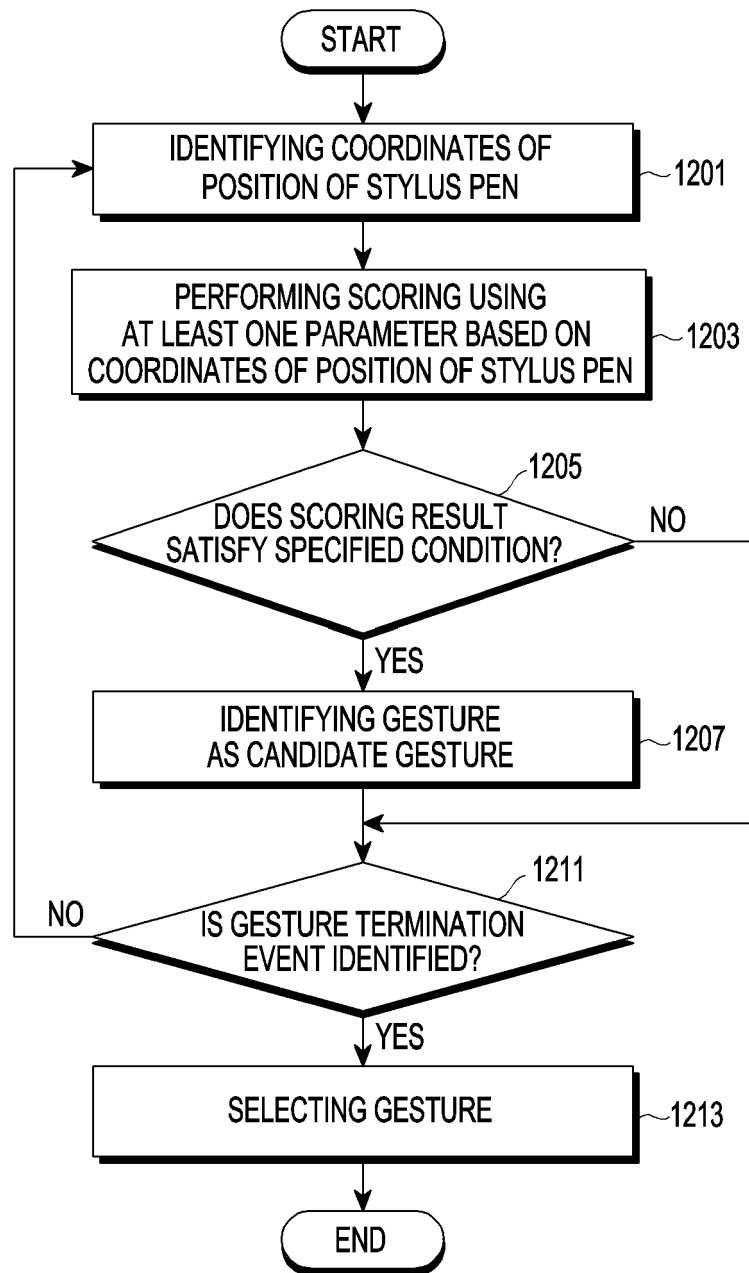 START
IDENTIFYING COORDINATES OF
POSITION OF STYLUS PEN
1201
PERFORMING SCORING USING
AT LEAST ONE PARAMETER BASED ON
COORDINATES OF POSITION OF STYLUS PEN
1203
1205
DOES SCORING RESULT
SATISFY SPECIFIED CONDITION?
NO
YES
IDENTIFYING GESTURE
AS CANDIDATE GESTURE
1207
1211
NO
IS GESTURE TERMINATION
EVENT IDENTIFIED?
YES
SELECTING GESTURE
1213
END